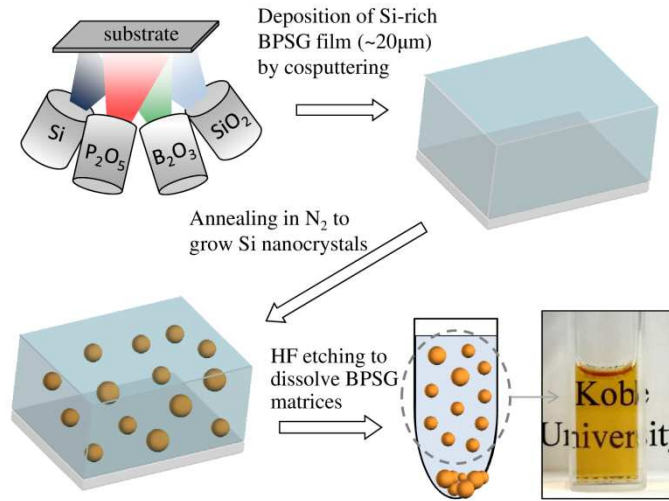 substrate
Si
P₂O₅
B₂O₃
SiO₂
Deposition of Si-rich
BPSG film (~20μm)
by cosputtering
Annealing in N₂ to
grow Si nanocrystals
HF etching to
dissolve BPSG
matrices
Kobe
University